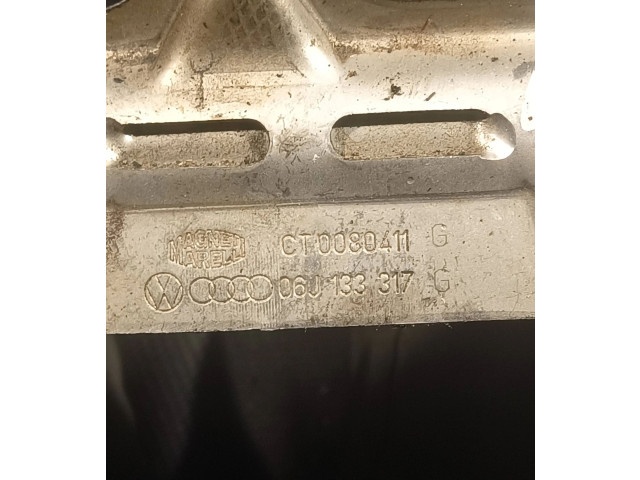 MAGNETI CT0080411 G
MARELLI
06J 133 317 G